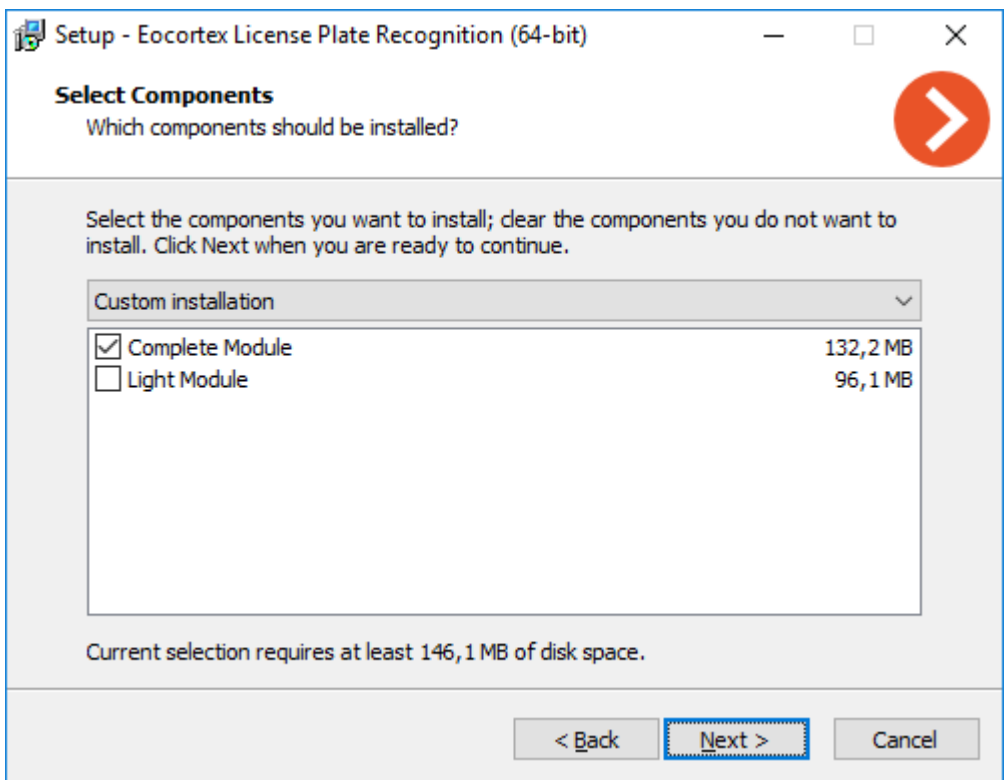 Setup - Eocortex License Plate Recognition (64-bit)
Select Components
Which components should be installed?
Select the components you want to install; clear the components you do not want to
install. Click Next when you are ready to continue.
Custom installation
Complete Module 132,2 MB
Light Module 96,1 MB
Current selection requires at least 146,1 MB of disk space.
< Back Next > Cancel